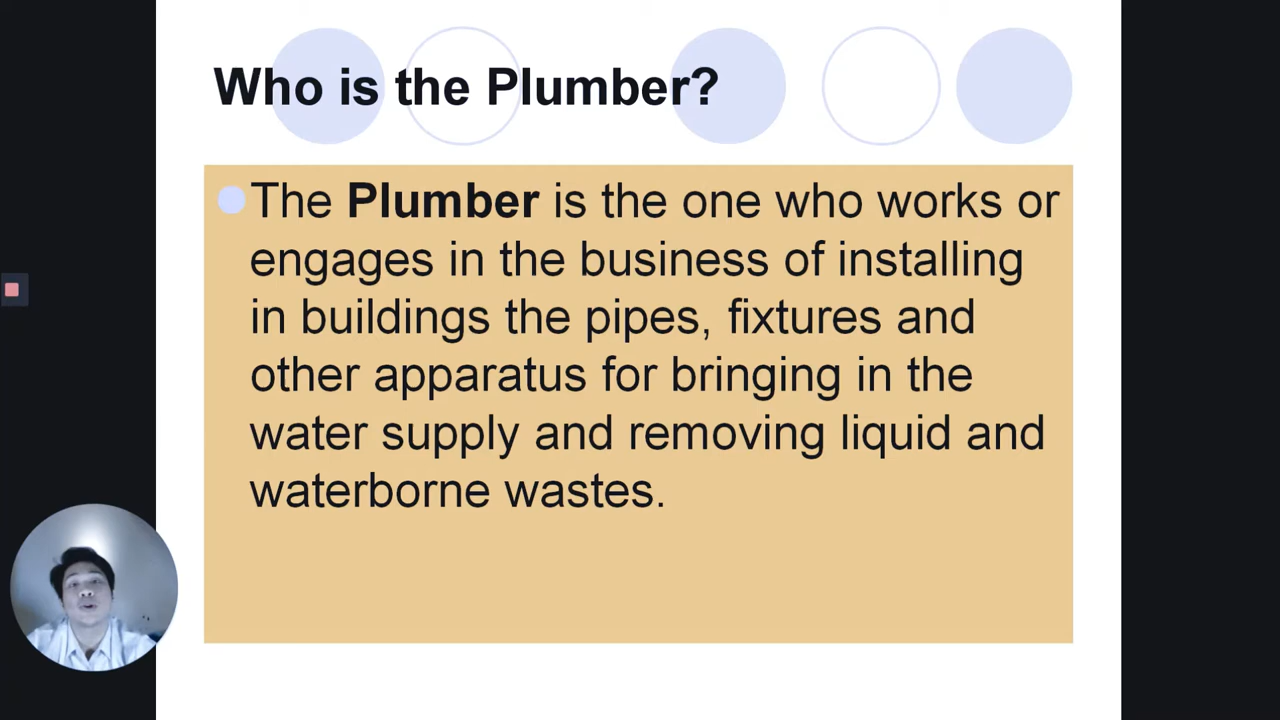 Who is the Plumber?
The Plumber is the one who works or
engages in the business of installing
in buildings the pipes, fixtures and
other apparatus for bringing in the
water supply and removing liquid and
waterborne wastes.